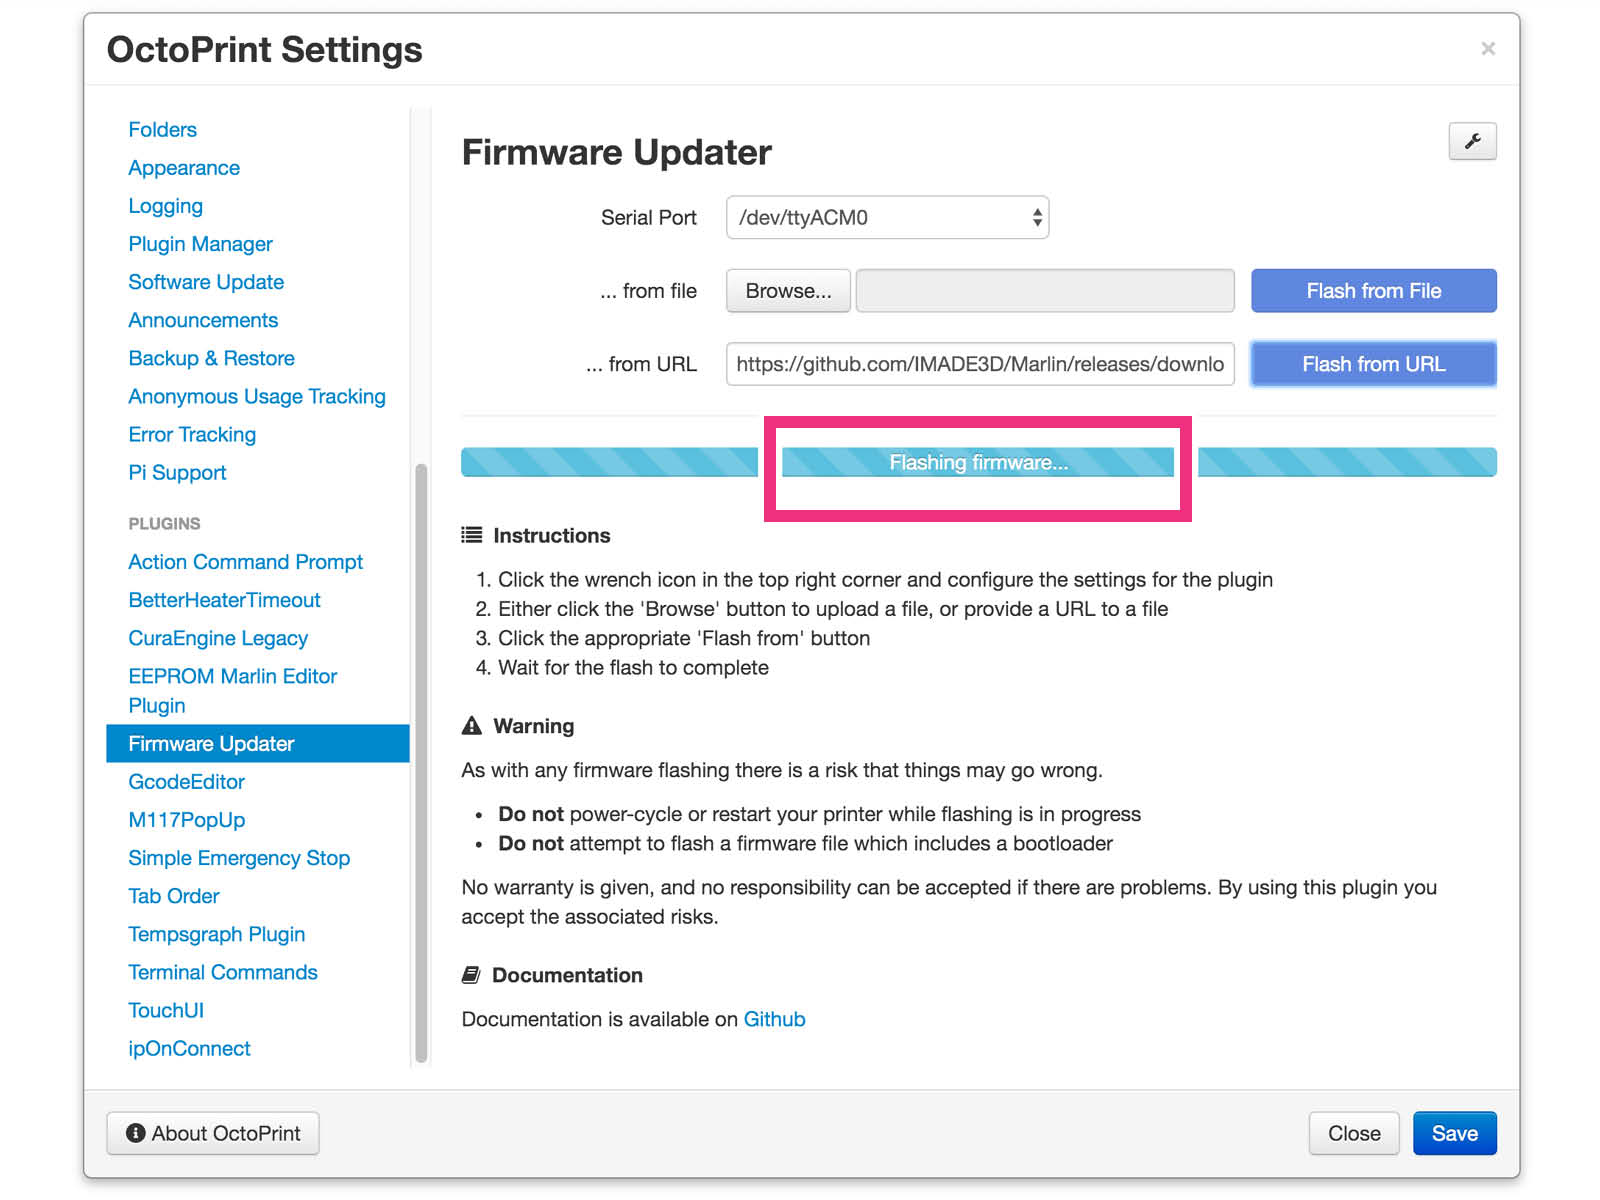 OctoPrint Settings
×
Folders
Appearance
Logging
Plugin Manager
Software Update
Announcements
Backup & Restore
Anonymous Usage Tracking
Error Tracking
Pi Support
PLUGINS
Action Command Prompt
BetterHeaterTimeout
CuraEngine Legacy
EEPROM Marlin Editor
Plugin
Firmware Updater
GcodeEditor
M117PopUp
Simple Emergency Stop
Tab Order
Tempsgraph Plugin
Terminal Commands
TouchUI
ipOnConnect
Firmware Updater
Serial Port /dev/ttyACM0
... from file Browse... Flash from File
... from URL https://github.com/IMADE3D/Marlin/releases/downlo Flash from URL
Flashing firmware...
Instructions
1. Click the wrench icon in the top right corner and configure the settings for the plugin
2. Either click the 'Browse' button to upload a file, or provide a URL to a file
3. Click the appropriate 'Flash from' button
4. Wait for the flash to complete
Warning
As with any firmware flashing there is a risk that things may go wrong.
• Do not power-cycle or restart your printer while flashing is in progress
• Do not attempt to flash a firmware file which includes a bootloader
No warranty is given, and no responsibility can be accepted if there are problems. By using this plugin you
accept the associated risks.
Documentation
Documentation is available on Github
About OctoPrint
Close
Save